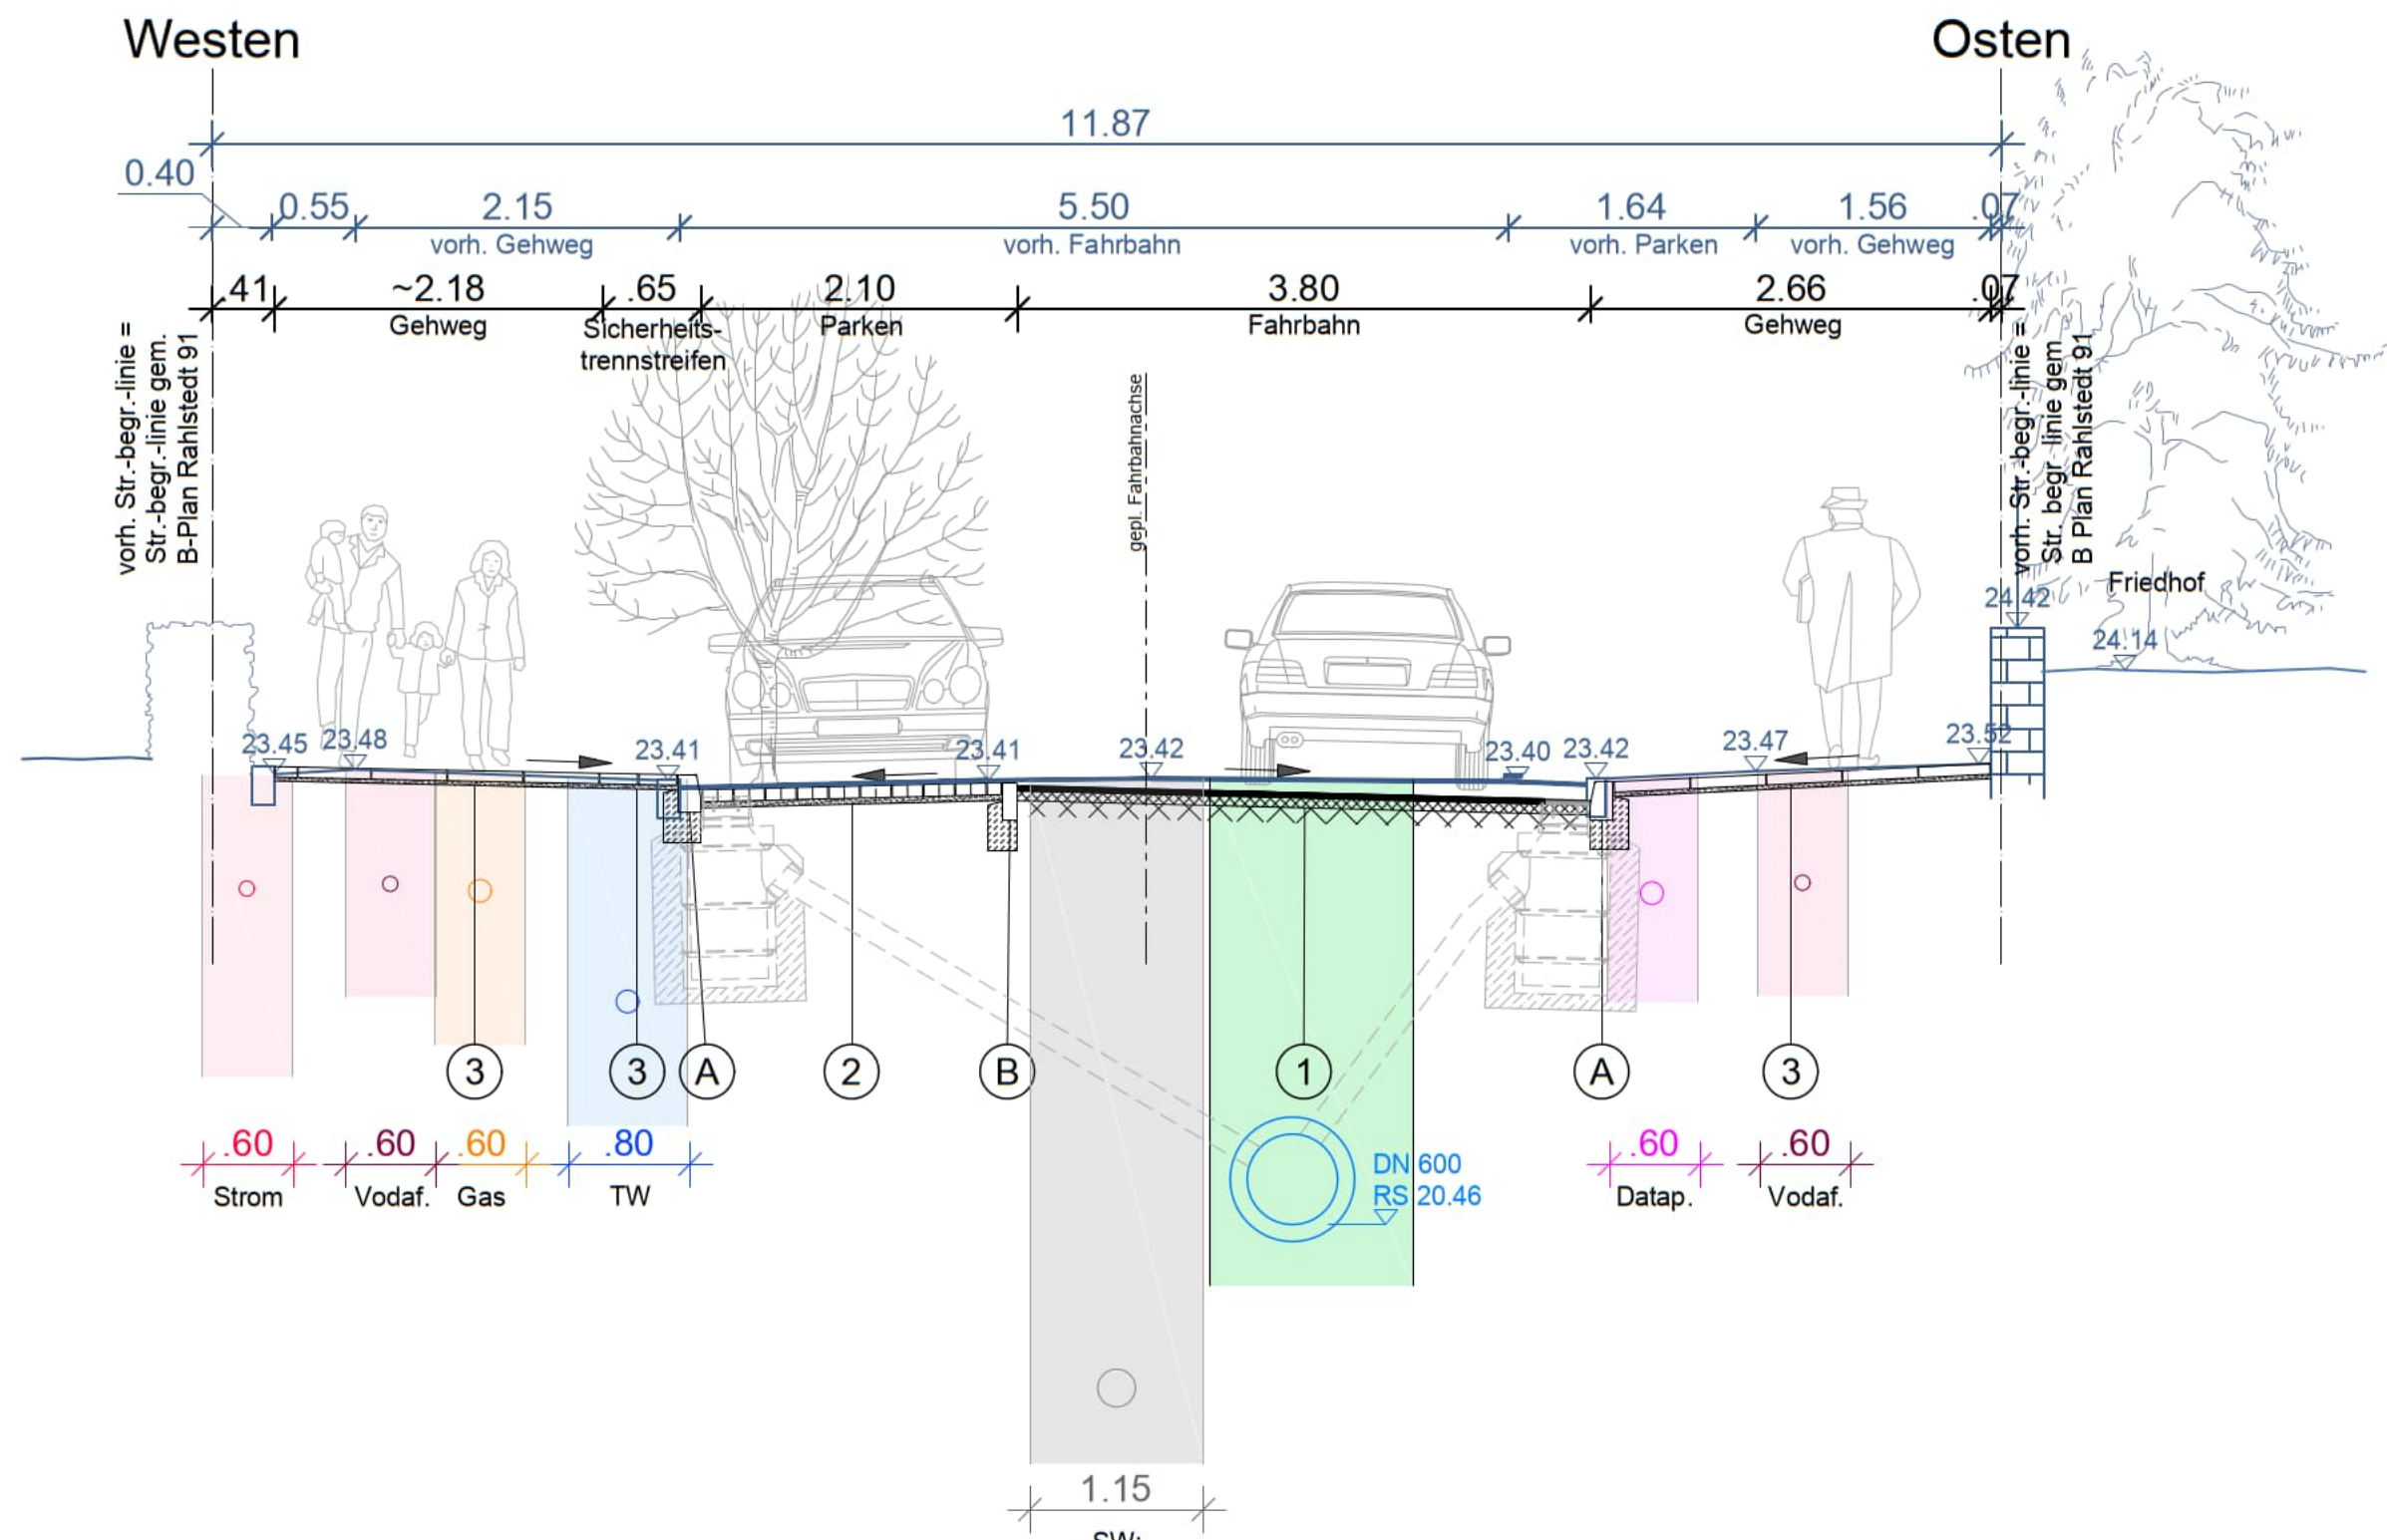 Westen
Osten
11.87
0.40
0.55
2.15
5.50
1.64
1.56
.07
vorh. Gehweg
vorh. Fahrbahn
vorh. Parken
vorh. Gehweg
.41
~2.18
.65
2.10
3.80
2.66
.07
Gehweg
Sicherheits-
trennstreifen
Parken
Fahrbahn
Gehweg
vorh. Str.-begr.-linie =
Str.-begr.-linie gem.
B-Plan Rahlstedt 91
gepl. Fahrbahnachse
vorh. Str.-begr.-linie =
Str. begr. linie gem.
B Plan Rahlstedt 91
Friedhof
24.42
24.14
23.45
23.48
23.41
23.41
23.42
23.40
23.42
23.47
23.52
3
3
A
2
B
1
A
3
.60
.60
.60
.80
DN 600
RS 20.46
.60
.60
Strom
Vodaf.
Gas
TW
Datap.
Vodaf.
1.15